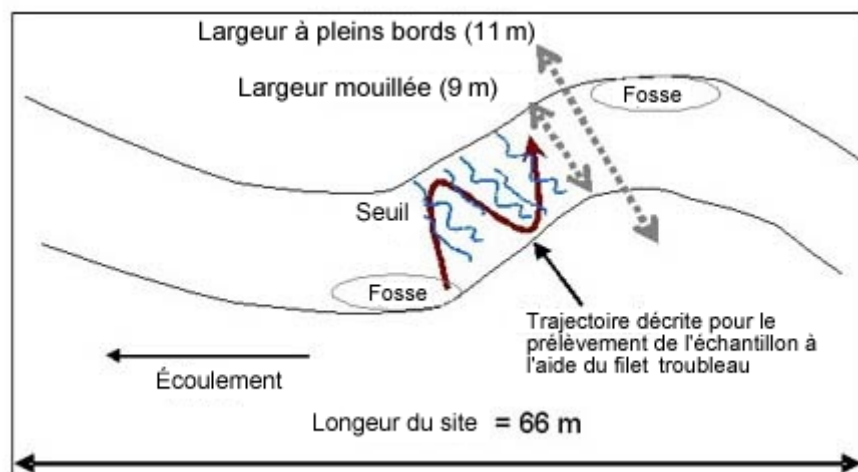 Largeur à pleins bords (11 m)
Largeur mouillée (9 m)
Fosse
Seuil
Fosse
Trajectoire décrite pour le
prélèvement de l'échantillon à
l'aide du filet troubleau
Écoulement
Longeur du site = 66 m